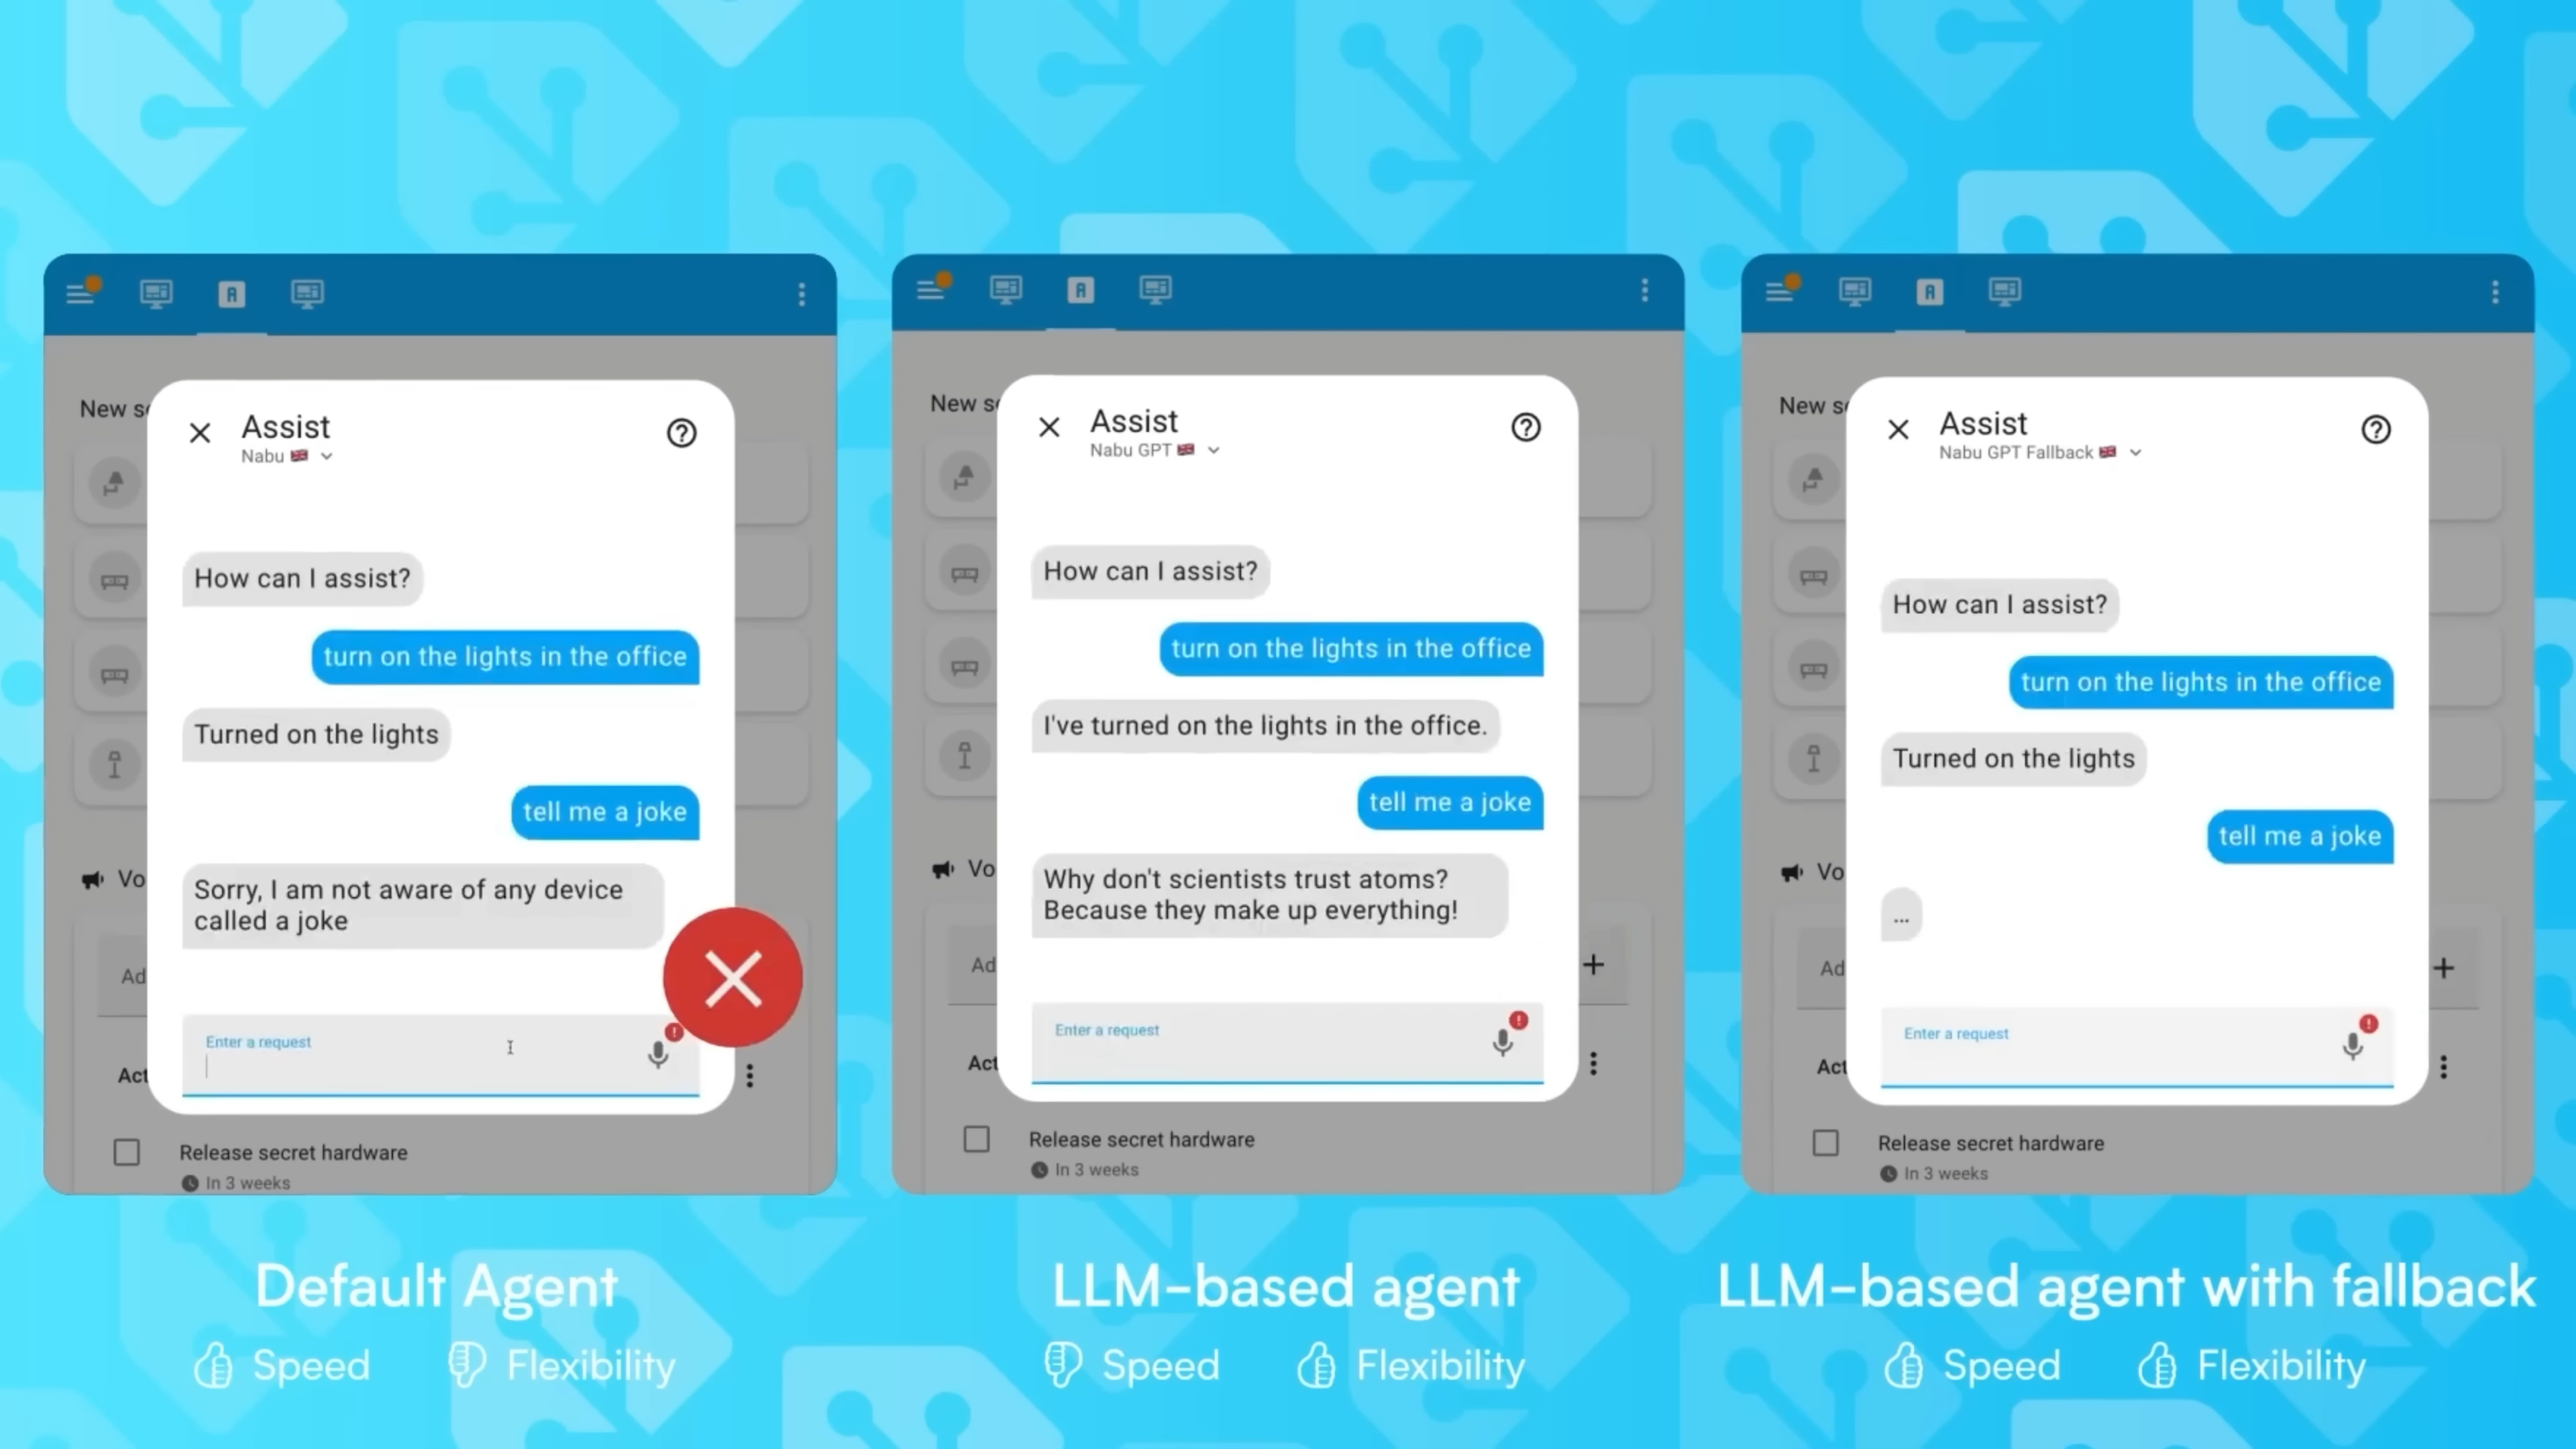 New s
Assist
Nabu
How can I assist?
turn on the lights in the office
Turned on the lights
tell me a joke
Sorry, I am not aware of any device
called a joke
Vo
Ad
Enter a request
Act
Release secret hardware
In 3 weeks
Default Agent
Speed
Flexibility
New s
Assist
Nabu GPT
How can I assist?
turn on the lights in the office
I've turned on the lights in the office.
tell me a joke
Why don't scientists trust atoms?
Because they make up everything!
Vo
Ad
Enter a request
Act
Release secret hardware
In 3 weeks
LLM-based agent
Speed
Flexibility
New s
Assist
Nabu GPT Fallback
How can I assist?
turn on the lights in the office
Turned on the lights
tell me a joke
...
Vo
Ad
Enter a request
Act
Release secret hardware
In 3 weeks
LLM-based agent with fallback
Speed
Flexibility